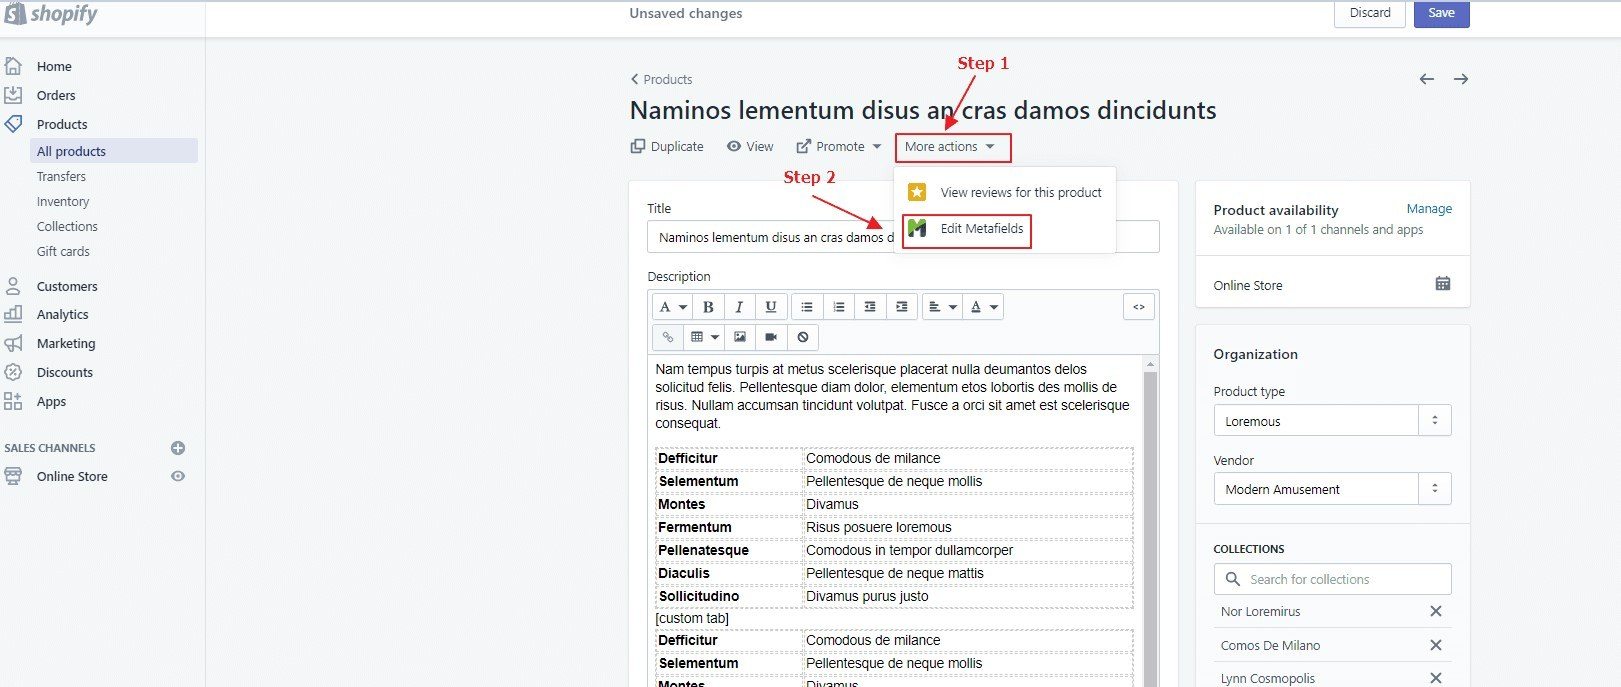 shopify
Unsaved changes
Discard
Save
Home
Orders
Products
All products
Transfers
Inventory
Collections
Gift cards
Customers
Analytics
Marketing
Discounts
Apps
SALES CHANNELS
Online Store
Step 1
Products
Naminos lementum disus an cras damos dincidunts
Duplicate
View
Promote
More actions
Step 2
View reviews for this product
Edit Metafields
Title
Naminos lementum disus an cras damos d
Description
A B I U A <>
Nam tempus turpis at metus scelerisque placerat nulla deumantos delos
solicitud felis. Pellentesque diam dolor, elementum etos lobortis des mollis de
risus. Nullam accumsan tincidunt volutpat. Fusce a orci sit amet est scelerisque
consequat.
Defficitur Comodous de milance
Selementum Pellentesque de neque mollis
Montes Divamus
Fermentum Risus posuere loremous
Pellenatesque Comodous in tempor dullamcorper
Diaculis Pellentesque de neque mattis
Sollicitudino Divamus purus justo
[custom tab]
Defficitur Comodous de milance
Selementum Pellentesque de neque mollis
Montes Divamus
Product availability
Manage
Available on 1 of 1 channels and apps
Online Store
Organization
Product type
Loremous
Vendor
Modern Amusement
COLLECTIONS
Search for collections
Nor Loremirus
Comos De Milano
Lynn Cosmopolis